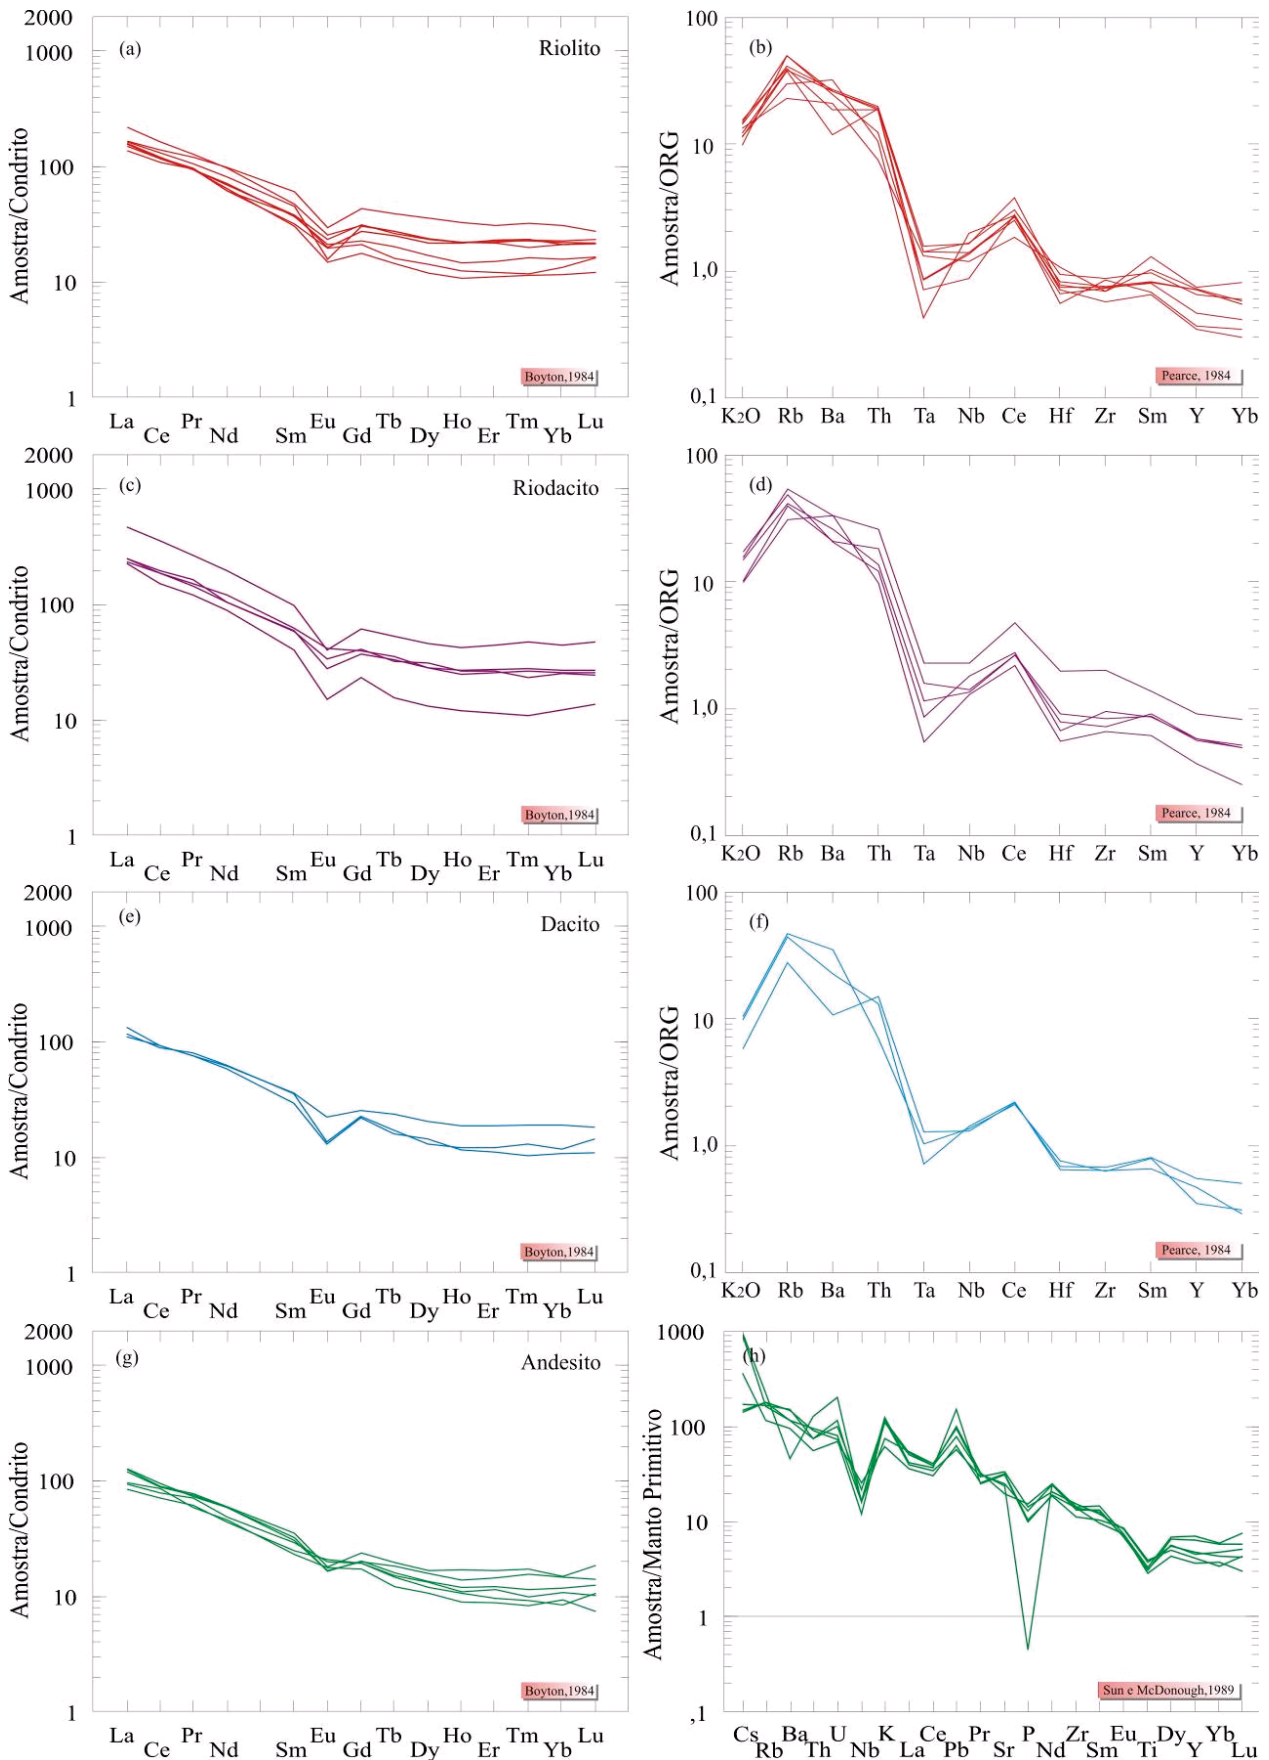 2000
1000
100
10
1
Amostra/Condrito
(a)
Riolito
Boyton,1984
La Ce Pr Nd Sm Eu Gd Tb Dy Ho Er Tm Yb Lu
100
10
1.0
0.1
Amostra/ORG
(b)
Pearce, 1984
K2O Rb Ba Th Ta Nb Ce Hf Zr Sm Y Yb
2000
1000
100
10
1
Amostra/Condrito
(c)
Riodacito
Boyton,1984
La Ce Pr Nd Sm Eu Gd Tb Dy Ho Er Tm Yb Lu
100
10
1.0
0,1
Amostra/ORG
(d)
Pearce, 1984
K2O Rb Ba Th Ta Nb Ce Hf Zr Sm Y Yb
2000
1000
100
10
1
Amostra/Condrito
(e)
Dacito
Boyton,1984
La Ce Pr Nd Sm Eu Gd Tb Dy Ho Er Tm Yb Lu
100
10
1,0
0,1
Amostra/ORG
(f)
Pearce, 1984
K2O Rb Ba Th Ta Nb Ce Hf Zr Sm Y Yb
2000
1000
100
10
1
Amostra/Condrito
(g)
Andesito
Boyton,1984
La Ce Pr Nd Sm Eu Gd Tb Dy Ho Er Tm Yb Lu
1000
100
10
1
,1
Amostra/Manto Primitivo
(h)
Sun e McDonough,1989
Cs Rb Ba Th U Nb K La Ce Pb Pr Sr P Nd Zr Sm Eu Ti Dy Y Yb Lu